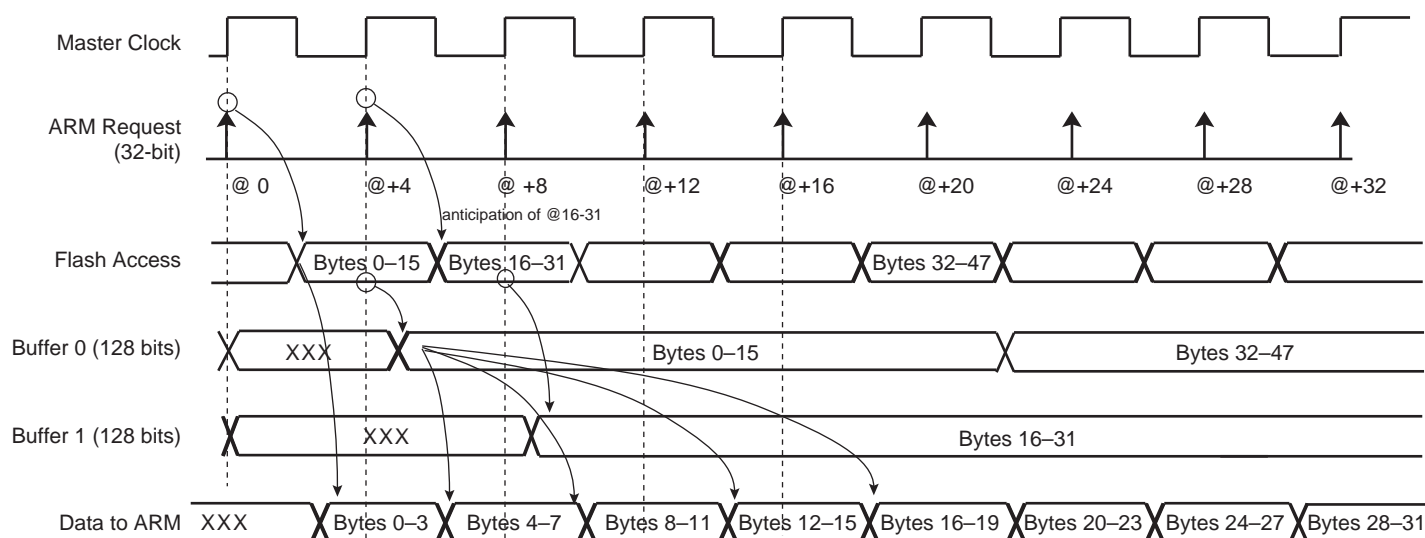 Master Clock
ARM Request
(32-bit)
@ 0 @+4 @ +8 @+12 @+16 @+20 @+24 @+28 @+32
anticipation of @16-31
Flash Access Bytes 0–15 Bytes 16–31 Bytes 32–47
Buffer 0 (128 bits) XXX Bytes 0–15 Bytes 32–47
Buffer 1 (128 bits) XXX Bytes 16–31
Data to ARM XXX Bytes 0–3 Bytes 4–7 Bytes 8–11 Bytes 12–15 Bytes 16–19 Bytes 20–23 Bytes 24–27 Bytes 28–31